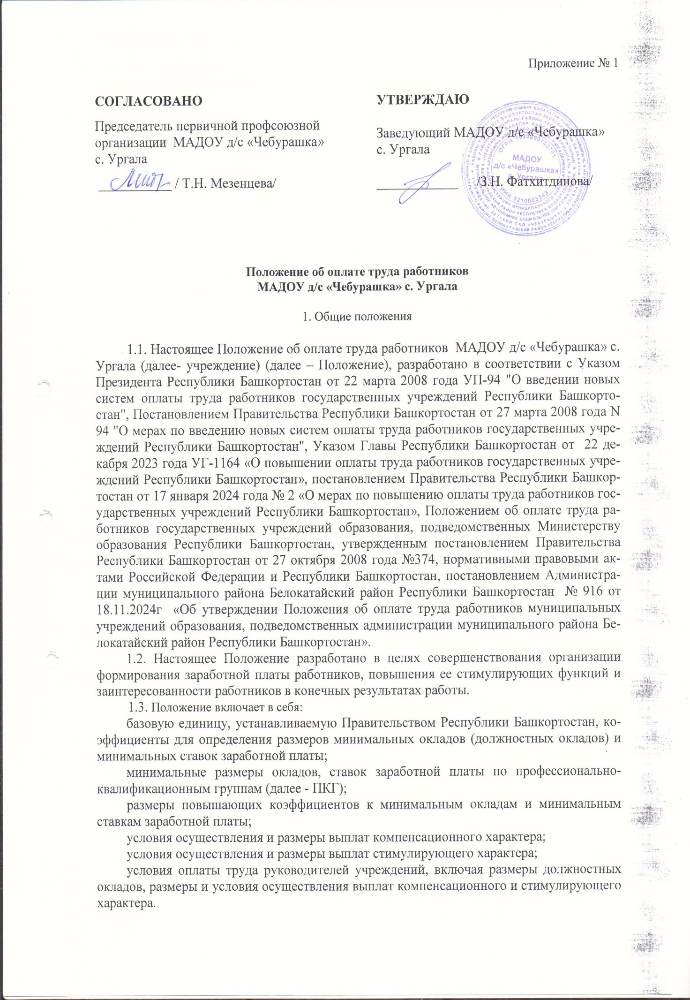 Приложение № 1
СОГЛАСОВАНО
Председатель первичной профсоюзной
организации МАДОУ д/с «Чебурашка»
с. Ургала
/ Т.Н. Мезенцева/
УТВЕРЖДАЮ
Заведующий МАДОУ д/с «Чебурашка»
с. Ургала
/З.Н. Фатхитдинова/
ОГРН 1020200783701
МАДОУ
д/с «Чебурашка»
с. Ургала
ИНН 0210003343
Положение об оплате труда работников
МАДОУ д/с «Чебурашка» с. Ургала
1. Общие положения
1.1. Настоящее Положение об оплате труда работников МАДОУ д/с «Чебурашка» с.
Ургала (далее- учреждение) (далее – Положение), разработано в соответствии с Указом
Президента Республики Башкортостан от 22 марта 2008 года УП-94 "О введении новых
систем оплаты труда работников государственных учреждений Республики Башкорто-
стан", Постановлением Правительства Республики Башкортостан от 27 марта 2008 года N
94 "О мерах по введению новых систем оплаты труда работников государственных учре-
ждений Республики Башкортостан", Указом Главы Республики Башкортостан от 22 де-
кабря 2023 года УГ-1164 «О повышении оплаты труда работников государственных учре-
ждений Республики Башкортостан», постановлением Правительства Республики Башкор-
тостан от 17 января 2024 года № 2 «О мерах по повышению оплаты труда работников гос-
ударственных учреждений Республики Башкортостан», Положением об оплате труда ра-
ботников государственных учреждений образования, подведомственных Министерству
образования Республики Башкортостан, утвержденным постановлением Правительства
Республики Башкортостан от 27 октября 2008 года №374, нормативными правовыми ак-
тами Российской Федерации и Республики Башкортостан, постановлением Администра-
ции муниципального района Белокатайский район Республики Башкортостан № 916 от
18.11.2024г «Об утверждении Положения об оплате труда работников муниципальных
учреждений образования, подведомственных администрации муниципального района Бе-
локатайский район Республики Башкортостан».
1.2. Настоящее Положение разработано в целях совершенствования организации
формирования заработной платы работников, повышения ее стимулирующих функций и
заинтересованности работников в конечных результатах работы.
1.3. Положение включает в себя:
базовую единицу, устанавливаемую Правительством Республики Башкортостан, ко-
эффициенты для определения размеров минимальных окладов (должностных окладов) и
минимальных ставок заработной платы;
минимальные размеры окладов, ставок заработной платы по профессионально-
квалификационным группам (далее - ПКГ);
размеры повышающих коэффициентов к минимальным окладам и минимальным
ставкам заработной платы;
условия осуществления и размеры выплат компенсационного характера;
условия осуществления и размеры выплат стимулирующего характера;
условия оплаты труда руководителей учреждений, включая размеры должностных
окладов, размеры и условия осуществления выплат компенсационного и стимулирующего
характера.